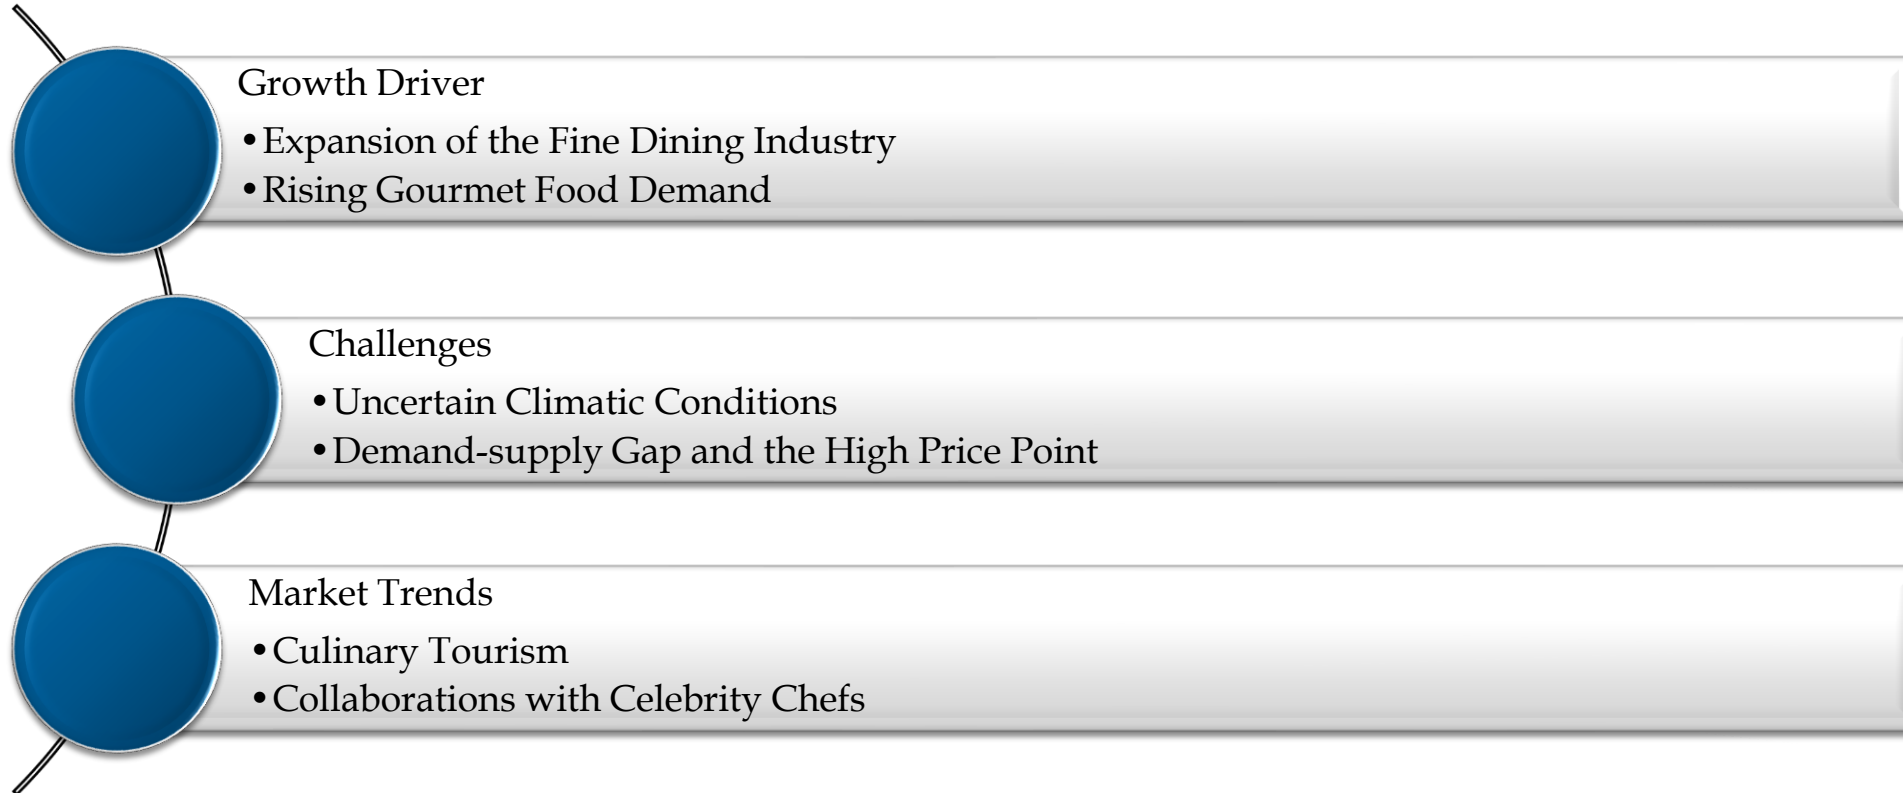 Growth Driver
•Expansion of the Fine Dining Industry
•Rising Gourmet Food Demand
Challenges
•Uncertain Climatic Conditions
•Demand-supply Gap and the High Price Point
Market Trends
•Culinary Tourism
•Collaborations with Celebrity Chefs